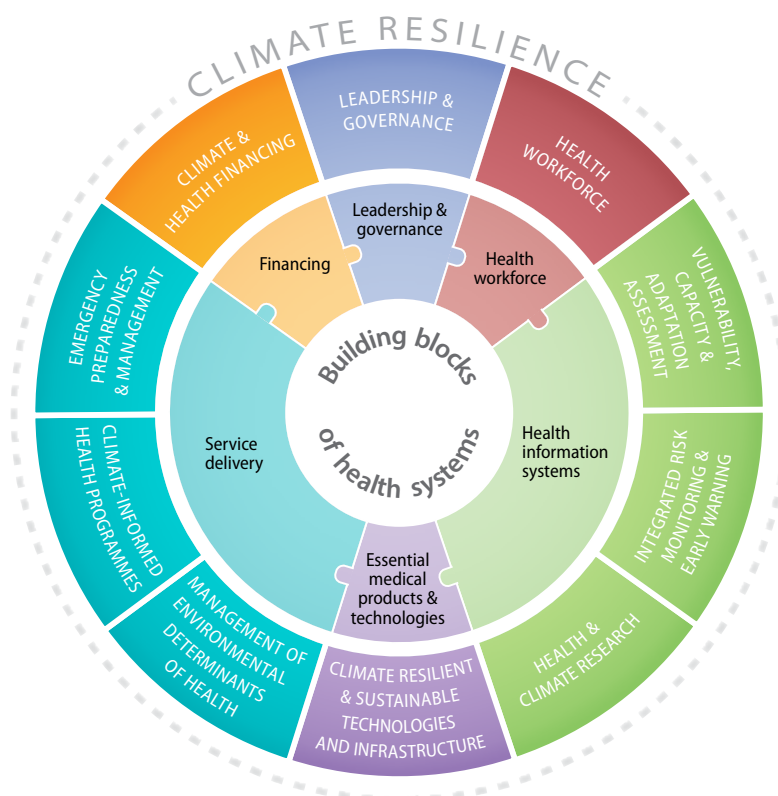 CLIMATE RESILIENCE
LEADERSHIP &
GOVERNANCE
HEALTH
WORKFORCE
VULNERABILITY,
CAPACITY &
ADAPTATION
ASSESSMENT
INTEGRATED RISK
MONITORING &
EARLY WARNING
HEALTH &
CLIMATE RESEARCH
CLIMATE RESILIENT
& SUSTAINABLE
TECHNOLOGIES
AND INFRASTRUCTURE
MANAGEMENT OF
ENVIRONMENTAL
DETERMINANTS
OF HEALTH
CLIMATE-INFORMED
HEALTH PROGRAMMES
EMERGENCY
PREPAREDNESS
& MANAGEMENT
CLIMATE &
HEALTH FINANCING
Leadership &
governance
Health
workforce
Health
information
systems
Essential
medical
products &
technologies
Service
delivery
Financing
Building blocks
of health systems